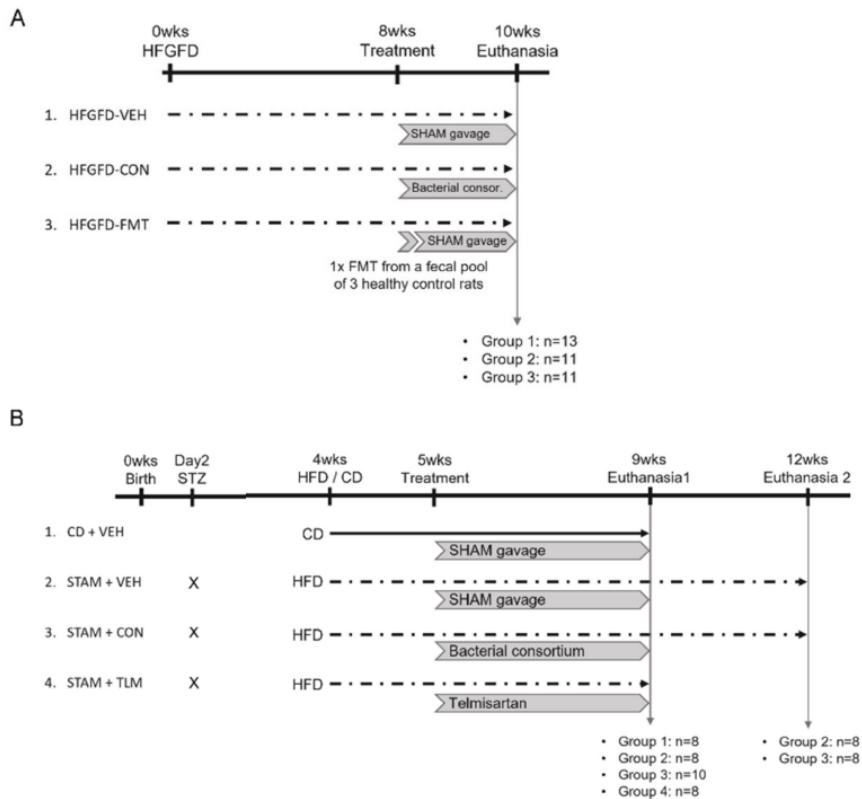 A
0wks
HFGFD
8wks
Treatment
10wks
Euthanasia
1. HFGFD-VEH
SHAM gavage
2. HFGFD-CON
Bacterial consor.
3. HFGFD-FMT
SHAM gavage
1x FMT from a fecal pool
of 3 healthy control rats
• Group 1: n=13
• Group 2: n=11
• Group 3: n=11
B
0wks
Birth
Day2
STZ
4wks
HFD / CD
5wks
Treatment
9wks
Euthanasia1
12wks
Euthanasia 2
1. CD + VEH
CD
SHAM gavage
2. STAM + VEH
X
HFD
SHAM gavage
3. STAM + CON
X
HFD
Bacterial consortium
4. STAM + TLM
X
HFD
Telmisartan
• Group 1: n=8
• Group 2: n=8
• Group 3: n=10
• Group 4: n=8
• Group 2: n=8
• Group 3: n=8